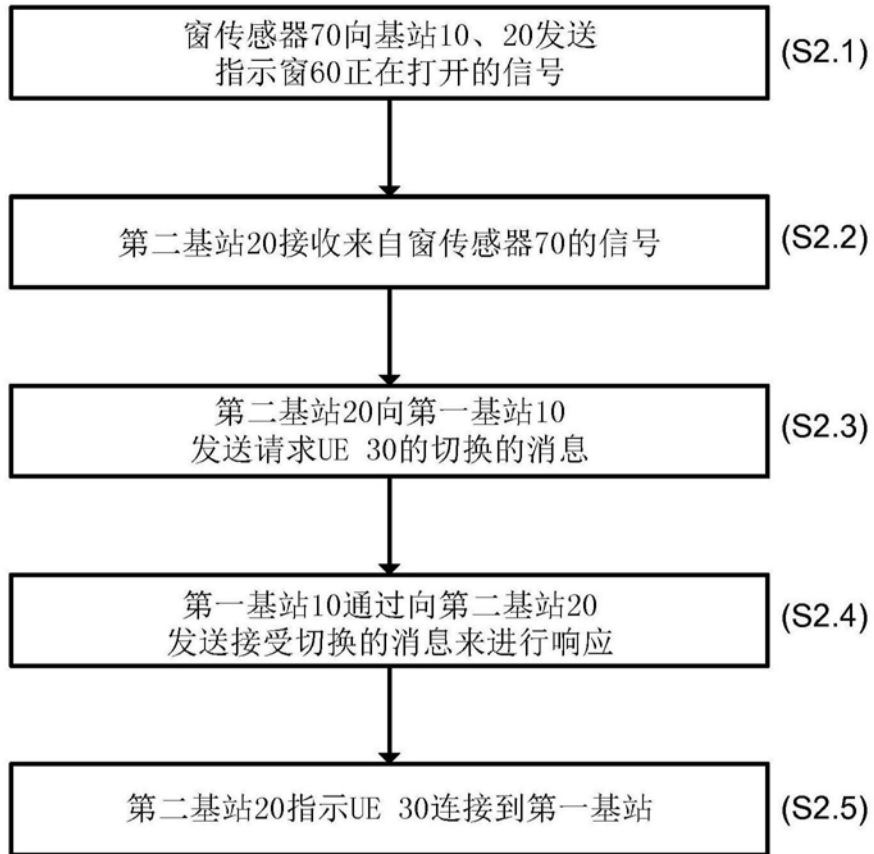 窗传感器70向基站10、20发送
指示窗60正在打开的信号
(S2.1)
第二基站20接收来自窗传感器70的信号
(S2.2)
第二基站20向第一基站10
发送请求UE 30的切换的消息
(S2.3)
第一基站10通过向第二基站20
发送接受切换的消息来进行响应
(S2.4)
第二基站20指示UE 30连接到第一基站
(S2.5)